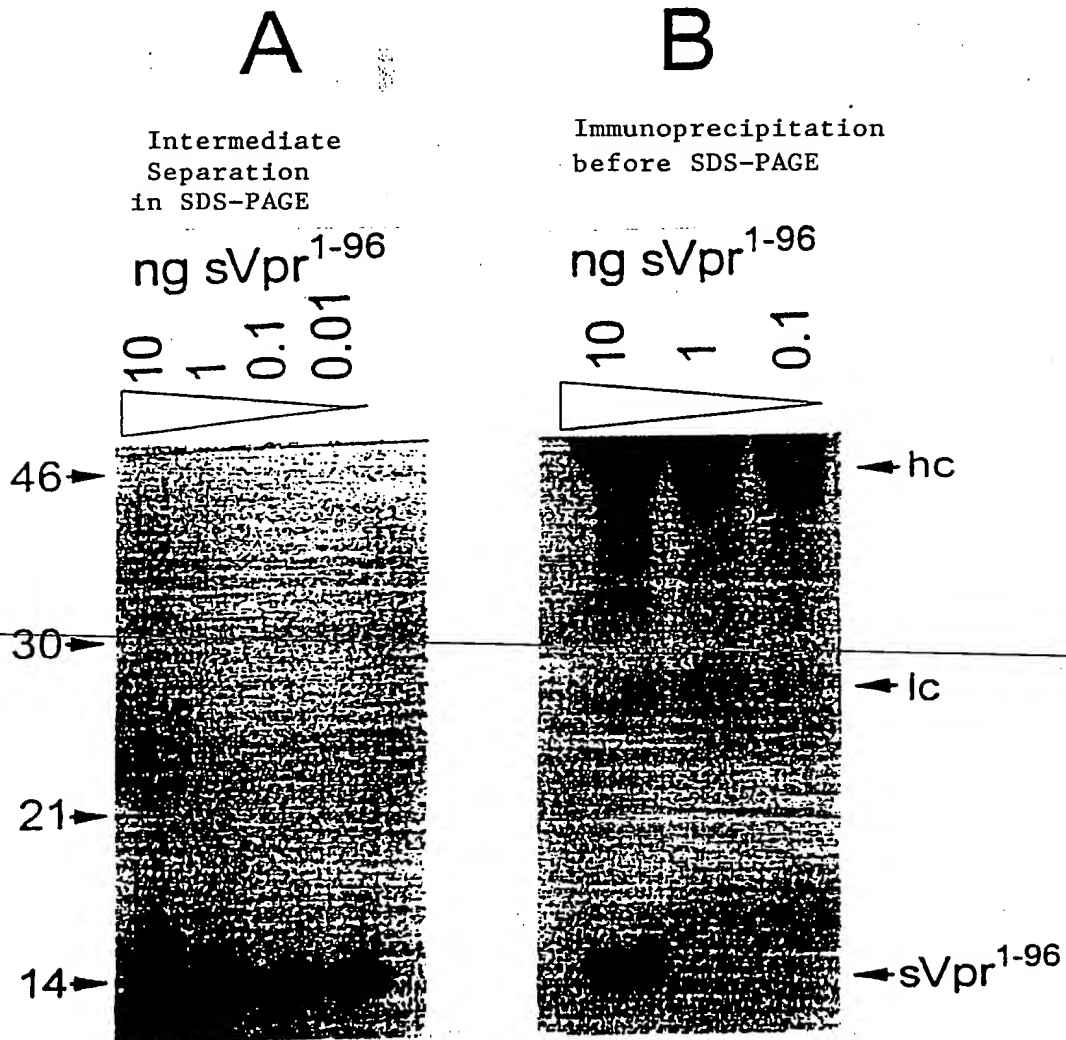 A
Intermediate
Separation
in SDS-PAGE
ng sVpr1-96
10 1 0.1 0.01
46
30
21
14
B
Immunoprecipitation
before SDS-PAGE
ng sVpr1-96
10 1 0.1
hc
lc
sVpr1-96